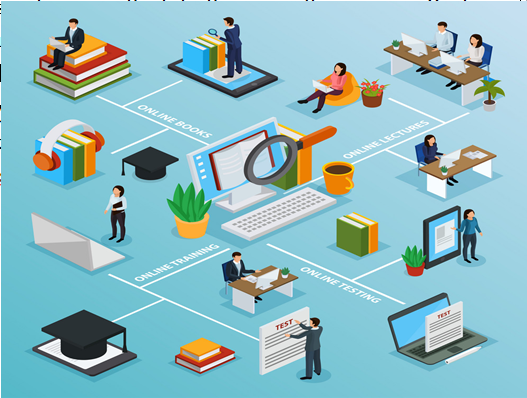 ONLINE BOOKS
ONLINE LECTURES
ONLINE TRAINING
ONLINE TESTING
TEST
TEST